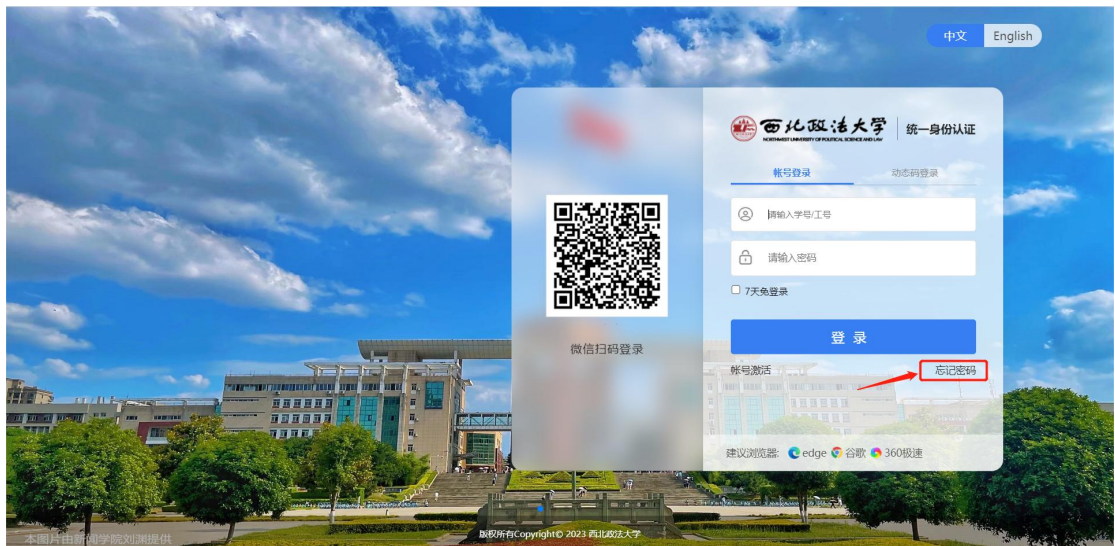 中文 English
西北政法大学 统一身份认证
NORTHWEST UNIVERSITY OF POLITICAL SCIENCE AND LAW
帐号登录 动态码登录
请输入学号/工号
请输入密码
7天免登录
登 录
帐号激活 忘记密码
微信扫码登录
建议浏览器: edge 谷歌 360极速
版权所有Copyright© 2023 西北政法大学
本图片由新闻学院刘渊提供